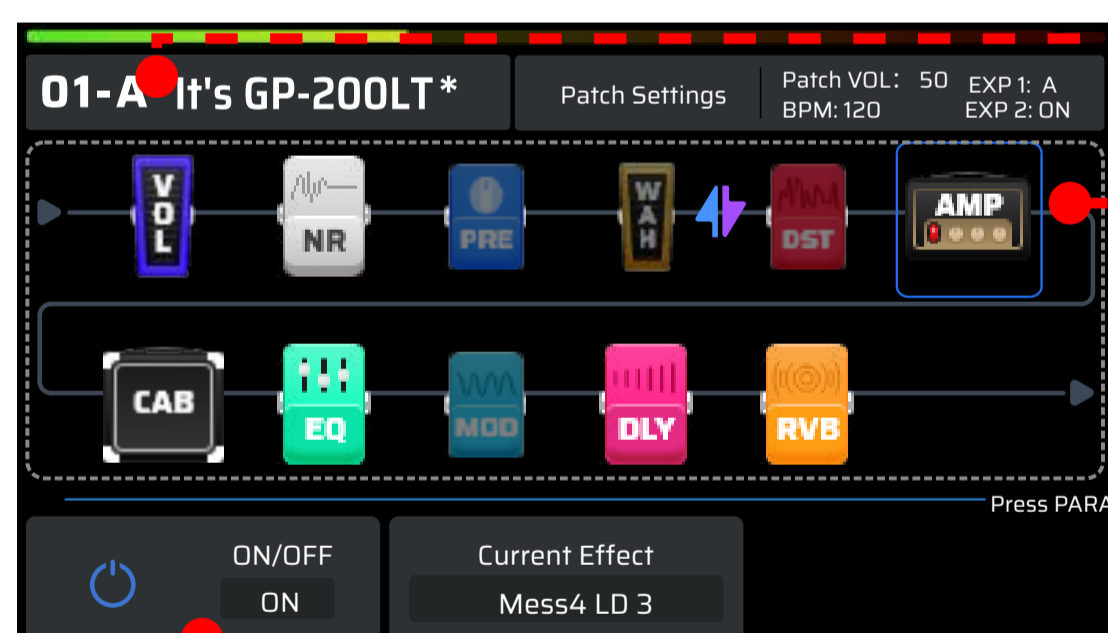 01-A It's GP-200LT*
Patch Settings
Patch VOL: 50 EXP 1: A
BPM: 120 EXP 2: ON
VOL NR PRE WAH DST AMP
CAB EQ MOD DLY RVB
Press PARA
ON/OFF
ON
Current Effect
Mess4 LD 3